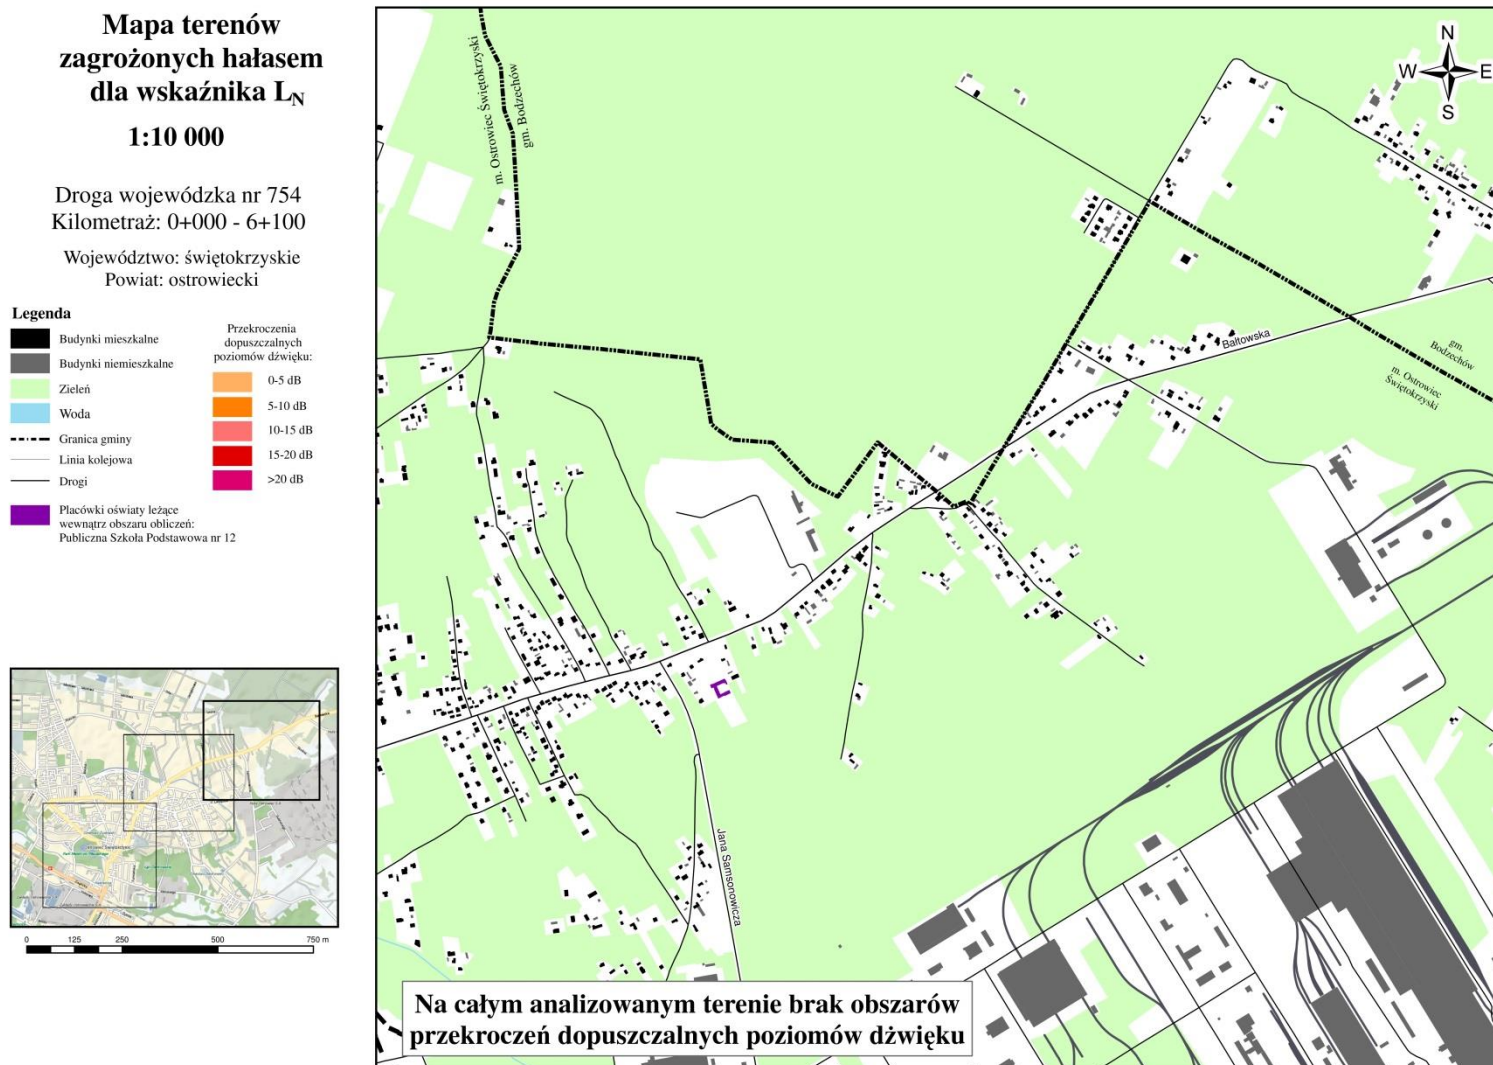 Mapa terenów
zagrożonych hałasem
dla wskaźnika LN
1:10 000
Droga wojewódzka nr 754
Kilometraż: 0+000 - 6+100
Województwo: świętokrzyskie
Powiat: ostrowiecki
Legenda
Budynki mieszkalne
Budynki niemieszkalne
Zieleń
Woda
Granica gminy
Linia kolejowa
Drogi
Placówki oświaty leżące
wewnątrz obszaru obliczeń:
Publiczna Szkoła Podstawowa nr 12
Przekroczenia
dopuszczalnych
poziomów dźwięku:
0-5 dB
5-10 dB
10-15 dB
15-20 dB
>20 dB
0 125 250 500 750 m
m. Ostrowiec Świętokrzyski
gm. Bodzechów
N
W E
S
Bałtowska
gm.
Bodzechów
m. Ostrowiec
Świętokrzyski
Jana Samsonowicza
Na całym analizowanym terenie brak obszarów
przekroczeń dopuszczalnych poziomów dźwięku